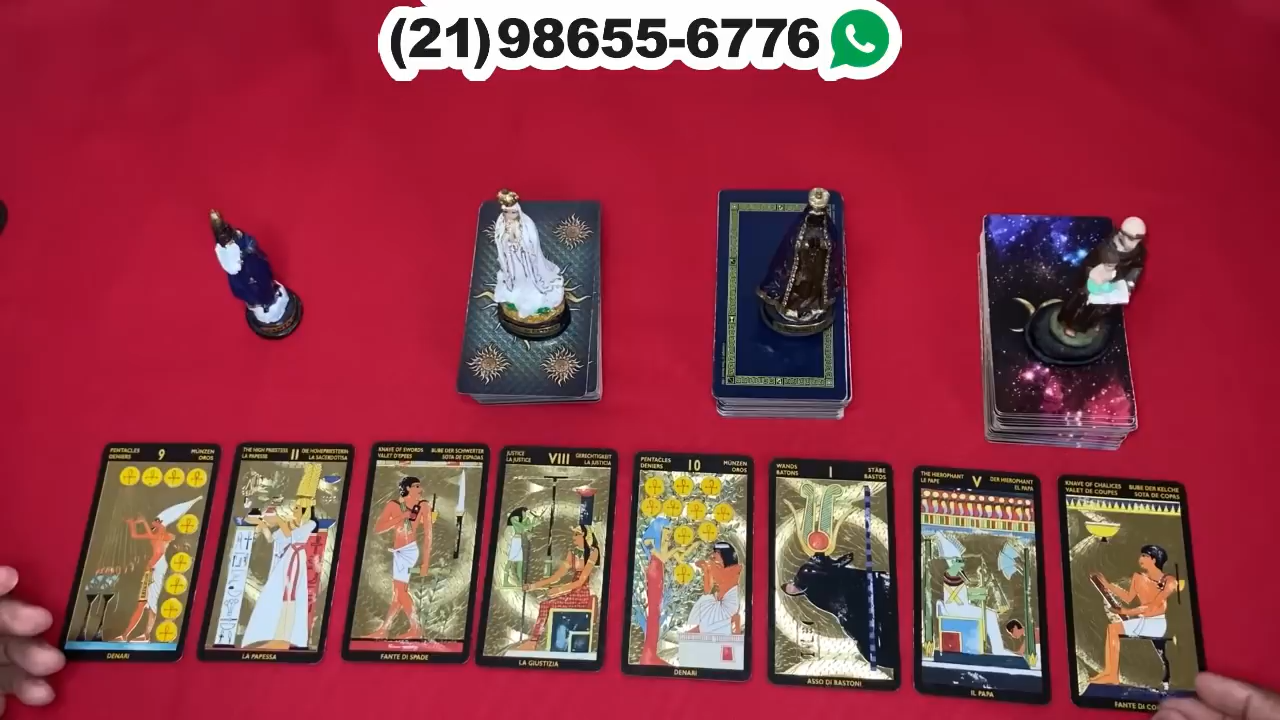 (21)98655-6776
PENTACLES
DENIERS
9
MÜNZEN
OROS
DENARI
THE HIGH PRIESTESS
LA PAPESSE
II
DIE HOHEPRIESTERIN
LA SACERDOTISA
LA PAPESSA
KNAVE OF SWORDS
VALET D'EPEES
BUBE DER SCHWERTER
SOTA DE ESPADAS
FANTE DI SPADE
JUSTICE
LA JUSTICE
VIII
GERECHTIGKEIT
LA JUSTICIA
LA GIUSTIZIA
PENTACLES
DENIERS
10
MÜNZEN
OROS
DENARI
WANDS
BATONS
I
STÄBE
BASTOS
ASSO DI BASTONI
THE HIEROPHANT
LE PAPE
V
DER HIEROPHANT
EL PAPA
IL PAPA
KNAVE OF CHALICES
VALET DE COUPES
BUBE DER KELCHE
SOTA DE COPAS
FANTE DI